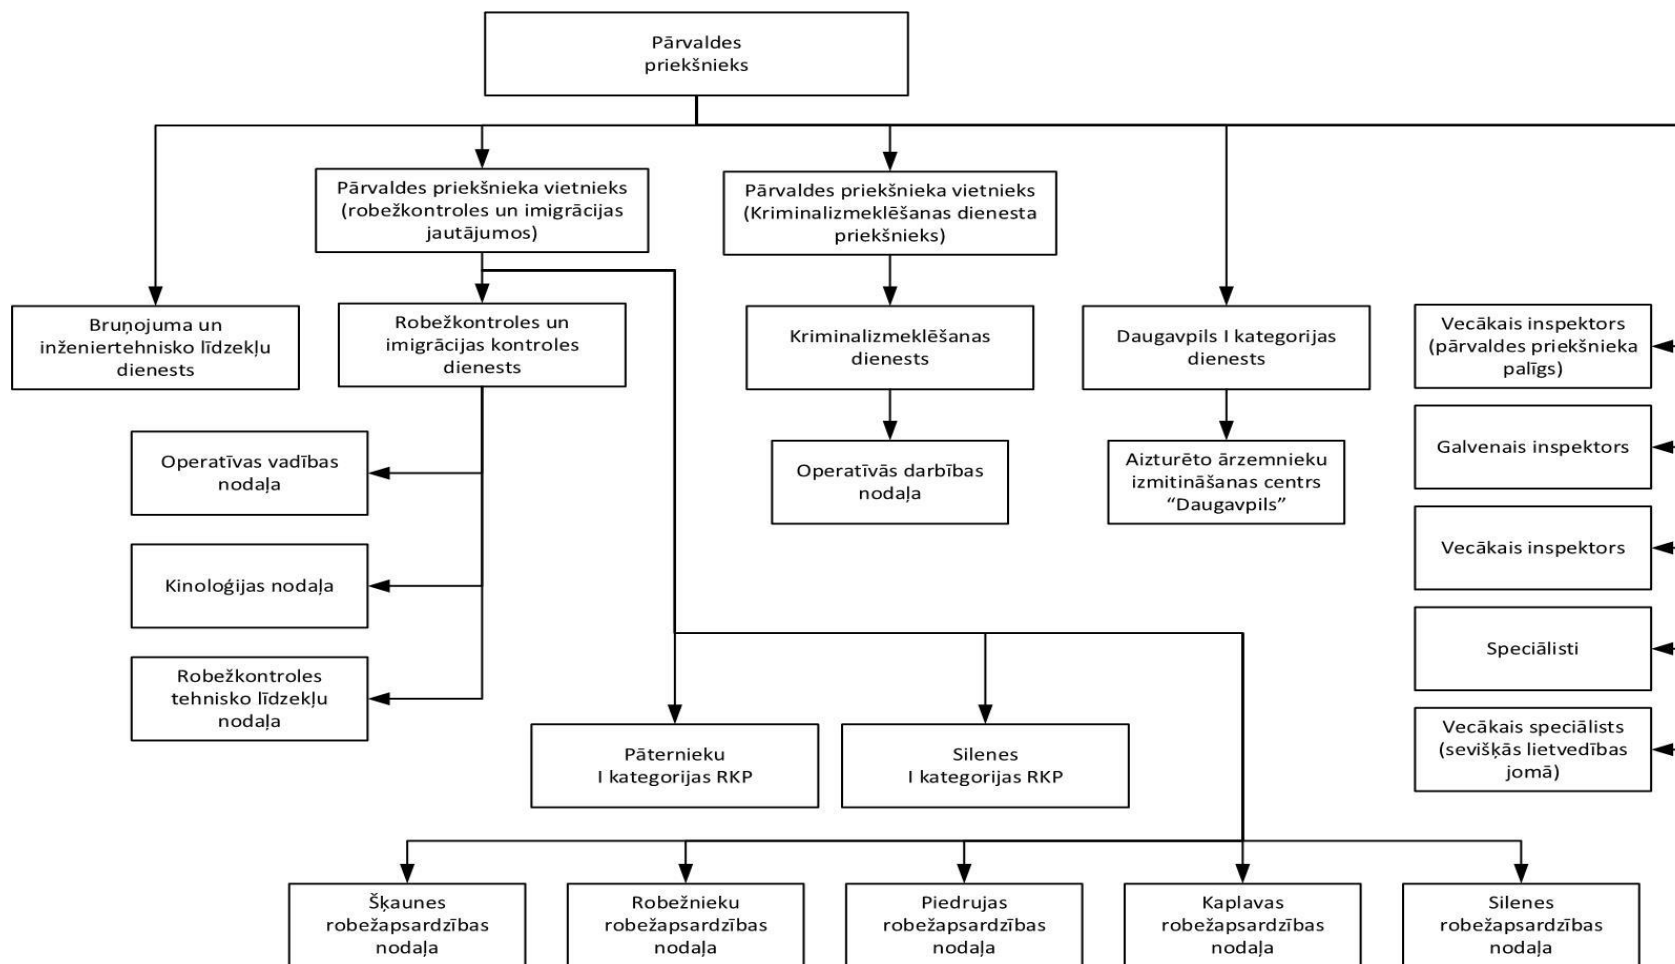 Pārvaldes
priekšnieks
Pārvaldes priekšnieka vietnieks
(robežkontroles un imigrācijas
jautājumos)
Pārvaldes priekšnieka vietnieks
(Kriminalizmeklēšanas dienesta
priekšnieks)
Bruņojuma un
inženiertehnisko līdzekļu
dienests
Robežkontroles un
imigrācijas kontroles
dienests
Kriminalizmeklēšanas
dienests
Daugavpils I kategorijas
dienests
Vecākais inspektors
(pārvaldes priekšnieka
palīgs)
Operatīvas vadības
nodaļa
Operatīvās darbības
nodaļa
Aizturēto ārzemnieku
izmitināšanas centrs
“Daugavpils”
Galvenais inspektors
Kinoloģijas nodaļa
Vecākais inspektors
Robežkontroles
tehnisko līdzekļu
nodaļa
Speciālisti
Pāternieku
I kategorijas RKP
Silenes
I kategorijas RKP
Vecākais speciālists
(sevišķās lietvedības
jomā)
Šķaunes
robežapsardzības
nodaļa
Robežnieku
robežapsardzības
nodaļa
Piedrujas
robežapsardzības
nodaļa
Kaplavas
robežapsardzības
nodaļa
Silenes
robežapsardzības
nodaļa